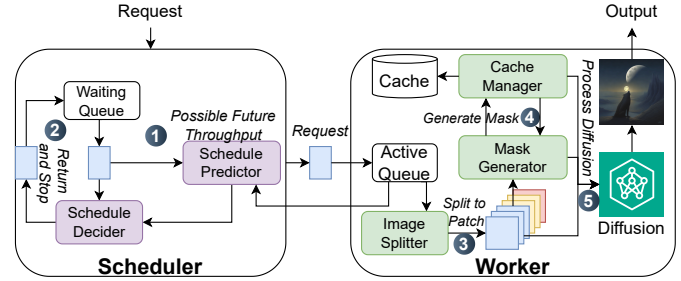 Request
Output
Waiting
Queue
2
Return
and Stop
1
Possible Future
Throughput
Schedule
Predictor
Schedule
Decider
Scheduler
Request
Cache
Cache
Manager
Generate Mask
4
Process Diffusion
Active
Queue
Mask
Generator
Image
Splitter
Split to
Patch
3
5
Diffusion
Worker